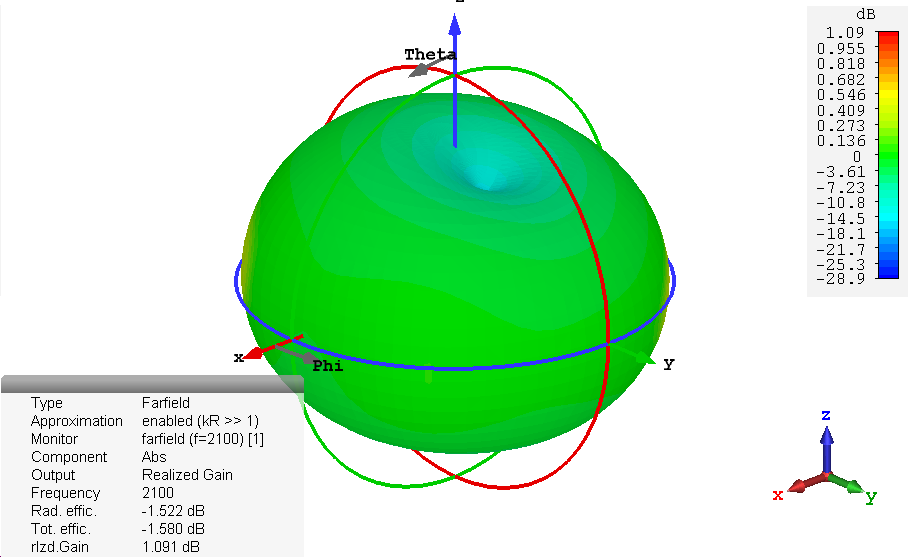 dB
1.09
0.955
0.818
0.682
0.546
0.409
0.273
0.136
0
-3.61
-7.23
-10.8
-14.5
-18.1
-21.7
-25.3
-28.9
Theta
x
Phi
Y
Type Farfield
Approximation enabled (kR >> 1)
Monitor farfield (f=2100) [1]
Component Abs
Output Realized Gain
Frequency 2100
Rad. effic. -1.522 dB
Tot. effic. -1.580 dB
rlzd.Gain 1.091 dB
z
x
y